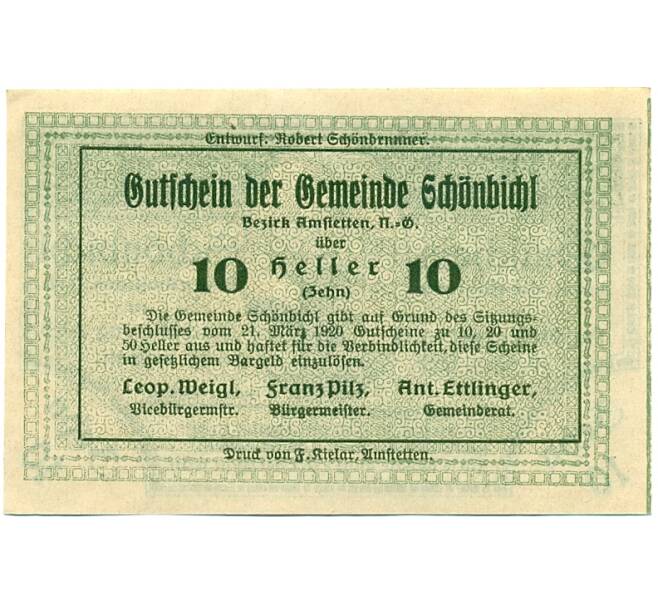 Entwurf: Robert Schönbrunner.
Gutschein der Gemeinde Schönbichl
Bezirk Amstetten, N.=Ö.
über
10 Heller 10
(Zehn)
Die Gemeinde Schönbichl gibt auf Grund des Sitzungs-
beschlusses vom 21. März 1920 Gutscheine zu 10, 20 und
50 Heller aus und haftet für die Verbindlichkeit, diese Scheine
in gesetzlichem Bargeld einzulösen.
Leop. Weigl, Franz Pilz, Ant. Ettlinger,
Vicebürgermstr. Bürgermeister. Gemeinderat.
Druck von F. Kielar, Amstetten.